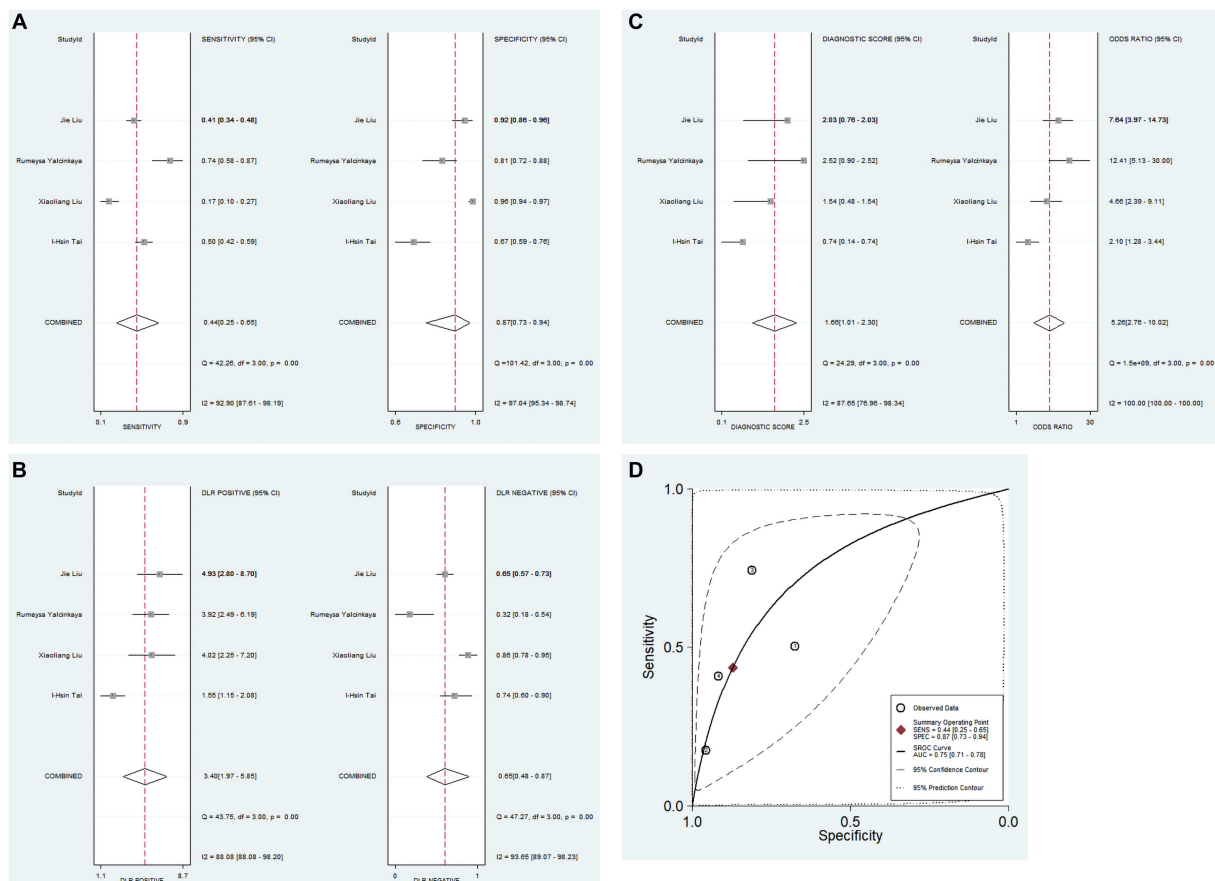 A
StudyId SENSITIVITY (95% CI)
Jie Liu 0.41 [0.34 - 0.48]
Rumeysa Yalcinkaya 0.74 [0.58 - 0.87]
Xiaoliang Liu 0.17 [0.10 - 0.27]
I-Hsin Tai 0.50 [0.42 - 0.59]
COMBINED 0.44[0.25 - 0.65]
Q = 42.26, df = 3.00, p = 0.00
I2 = 92.90 [87.61 - 98.19]
0.1 0.9
SENSITIVITY
StudyId SPECIFICITY (95% CI)
Jie Liu 0.92 [0.86 - 0.96]
Rumeysa Yalcinkaya 0.81 [0.72 - 0.88]
Xiaoliang Liu 0.96 [0.94 - 0.97]
I-Hsin Tai 0.67 [0.59 - 0.76]
COMBINED 0.87[0.73 - 0.94]
Q =101.42, df = 3.00, p = 0.00
I2 = 97.04 [95.34 - 98.74]
0.6 1.0
SPECIFICITY
C
StudyId DIAGNOSTIC SCORE (95% CI)
Jie Liu 2.03 [0.76 - 2.03]
Rumeysa Yalcinkaya 2.52 [0.90 - 2.52]
Xiaoliang Liu 1.54 [0.48 - 1.54]
I-Hsin Tai 0.74 [0.14 - 0.74]
COMBINED 1.66[1.01 - 2.30]
Q = 24.29, df = 3.00, p = 0.00
I2 = 87.65 [76.96 - 98.34]
0.1 2.5
DIAGNOSTIC SCORE
StudyId ODDS RATIO (95% CI)
Jie Liu 7.64 [3.97 - 14.73]
Rumeysa Yalcinkaya 12.41 [5.13 - 30.00]
Xiaoliang Liu 4.66 [2.39 - 9.11]
I-Hsin Tai 2.10 [1.28 - 3.44]
COMBINED 5.26[2.76 - 10.02]
Q = 1.5e+09, df = 3.00, p = 0.00
I2 = 100.00 [100.00 - 100.00]
1 30
ODDS RATIO
B
StudyId DLR POSITIVE (95% CI)
Jie Liu 4.93 [2.80 - 8.70]
Rumeysa Yalcinkaya 3.92 [2.49 - 6.19]
Xiaoliang Liu 4.02 [2.25 - 7.20]
I-Hsin Tai 1.55 [1.15 - 2.08]
COMBINED 3.40[1.97 - 5.85]
Q = 43.75, df = 3.00, p = 0.00
I2 = 88.08 [88.08 - 98.20]
1.1 8.7
DLR POSITIVE
StudyId DLR NEGATIVE (95% CI)
Jie Liu 0.65 [0.57 - 0.73]
Rumeysa Yalcinkaya 0.32 [0.18 - 0.54]
Xiaoliang Liu 0.86 [0.78 - 0.95]
I-Hsin Tai 0.74 [0.60 - 0.90]
COMBINED 0.65[0.48 - 0.87]
Q = 47.27, df = 3.00, p = 0.00
I2 = 93.65 [89.07 - 98.23]
0 1
DLR NEGATIVE
D
1.0
0.5
0.0
Sensitivity
3
1
4
2
Observed Data
Summary Operating Point
SENS = 0.44 [0.25 - 0.65]
SPEC = 0.87 [0.73 - 0.94]
SROC Curve
AUC = 0.75 [0.71 - 0.78]
95% Confidence Contour
95% Prediction Contour
1.0 0.5 0.0
Specificity